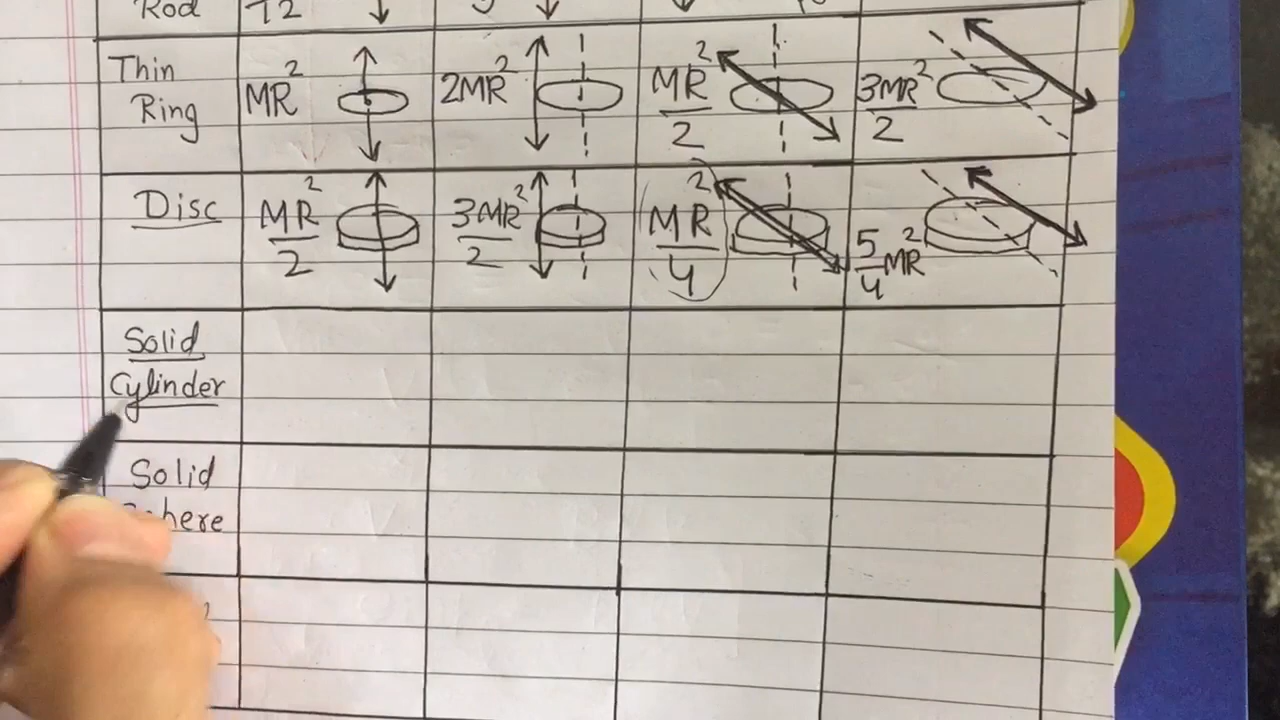 Rod
12
Thin
Ring
MR²
2MR²
MR²/2
3MR²/2
Disc
MR²/2
3MR²/2
MR²/4
5/4 MR²
Solid
Cylinder
Solid